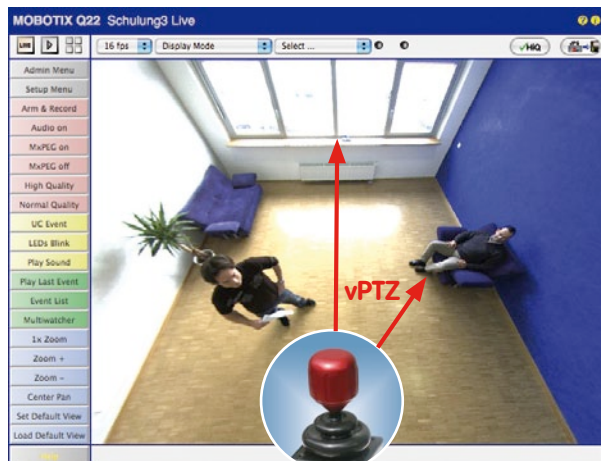 MOBOTIX Q22 Schulung3 Live
LIVE
16 fps
Display Mode
Select ...
HiQ
Admin Menu
Setup Menu
Arm & Record
Audio on
MxPEG on
MxPEG off
High Quality
Normal Quality
UC Event
LEDs Blink
Play Sound
Play Last Event
Event List
Multiwatcher
1x Zoom
Zoom +
Zoom −
Center Pan
Set Default View
Load Default View
vPTZ